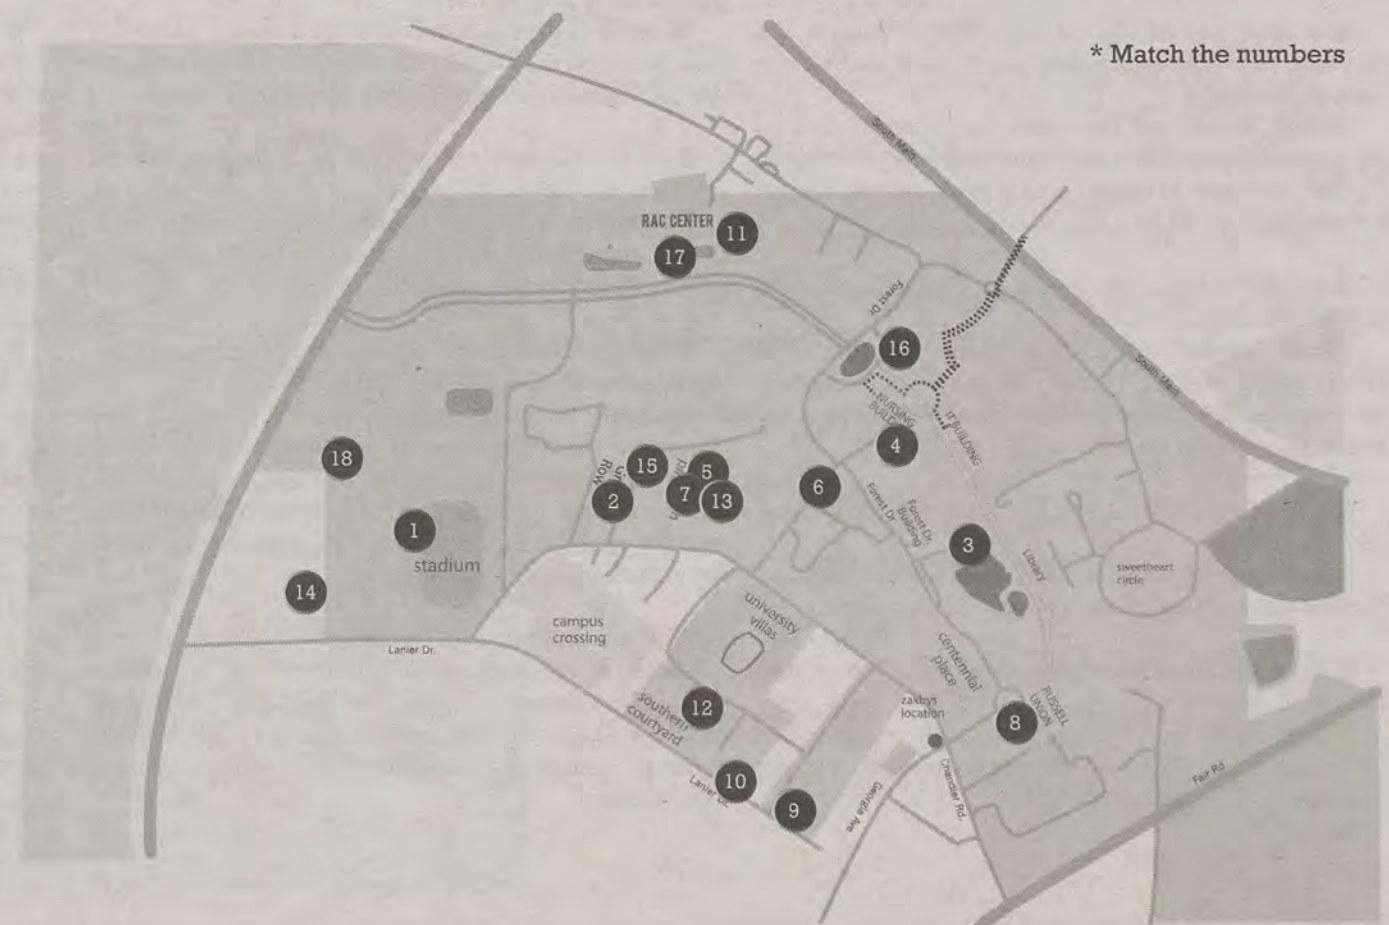 * Match the numbers
South Main
RAC CENTER
11
17
Forest Dr
16
South Main
NURSING
IT BUILDING
4
18
15
5
ROW
2
7
13
6
Forest Dr
Forest Dr.
Building
1
stadium
3
Library
sweetheart
circle
14
campus
crossing
university
villas
Lanier Dr.
centennial
place
southern
courtyard
12
zaxbys
location
RUSSELL
UNION
8
10
Lanier
9
Georgia Ave
Chandler Rd.
Fair Rd